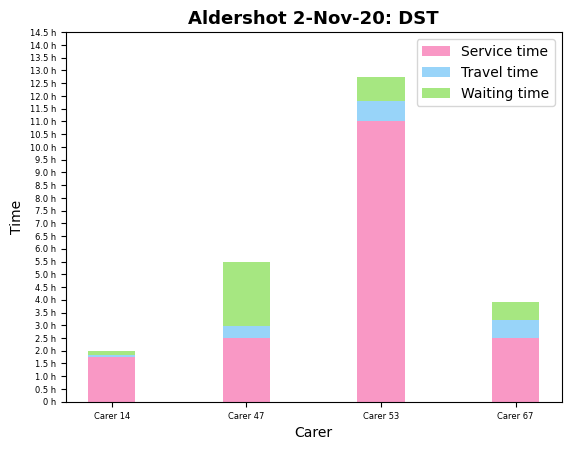 Aldershot 2-Nov-20: DST
14.5 h
14.0 h
13.5 h
13.0 h
12.5 h
12.0 h
11.5 h
11.0 h
10.5 h
10.0 h
9.5 h
9.0 h
8.5 h
8.0 h
7.5 h
7.0 h
6.5 h
6.0 h
5.5 h
5.0 h
4.5 h
4.0 h
3.5 h
3.0 h
2.5 h
2.0 h
1.5 h
1.0 h
0.5 h
0 h
Time
Service time
Travel time
Waiting time
Carer 14 Carer 47 Carer 53 Carer 67
Carer